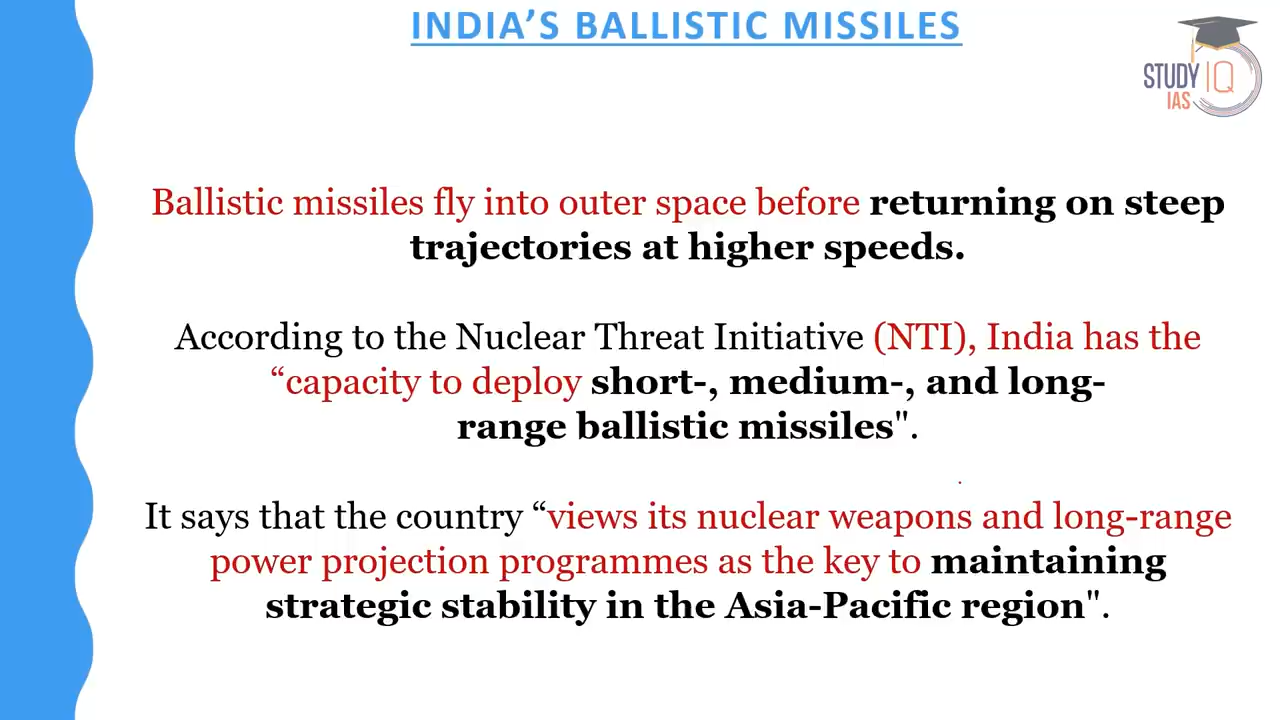 INDIA’S BALLISTIC MISSILES
STUDY IQ
IAS
Ballistic missiles fly into outer space before returning on steep
trajectories at higher speeds.
According to the Nuclear Threat Initiative (NTI), India has the
“capacity to deploy short-, medium-, and long-
range ballistic missiles".
It says that the country “views its nuclear weapons and long-range
power projection programmes as the key to maintaining
strategic stability in the Asia-Pacific region".